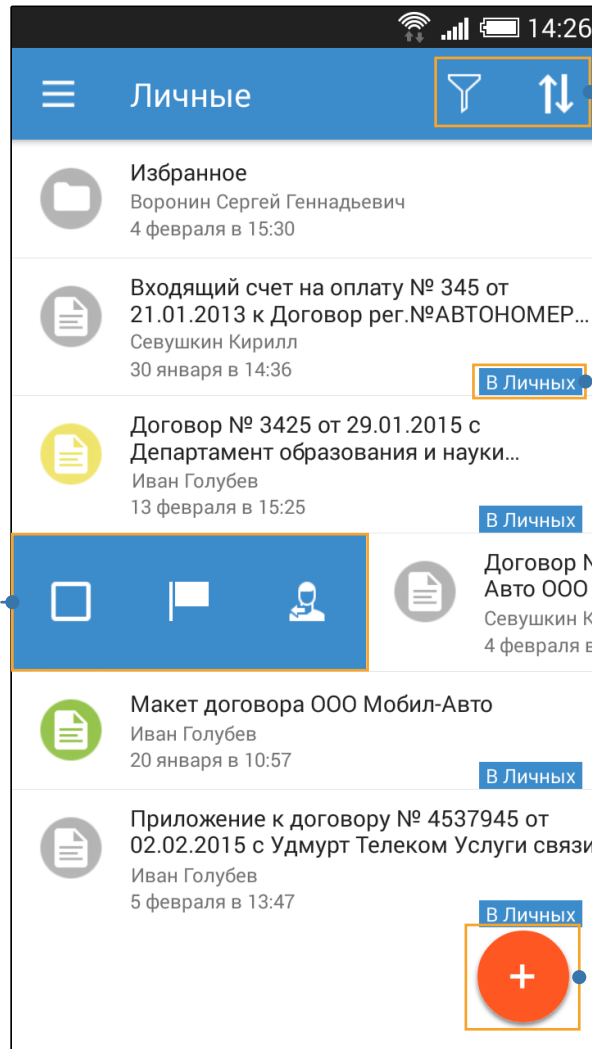 14:26
Личные
Избранное
Воронин Сергей Геннадьевич
4 февраля в 15:30
Входящий счет на оплату № 345 от
21.01.2013 к Договор рег.№АВТОНОМЕР...
Севушкин Кирилл
30 января в 14:36
В Личных
Договор № 3425 от 29.01.2015 с
Департамент образования и науки...
Иван Голубев
13 февраля в 15:25
В Личных
Договор
Авто ООО
Севушкин
4 февраля
Макет договора ООО Мобил-Авто
Иван Голубев
20 января в 10:57
В Личных
Приложение к договору № 4537945 от
02.02.2015 с Удмурт Телеком Услуги связи
Иван Голубев
5 февраля в 13:47
В Личных